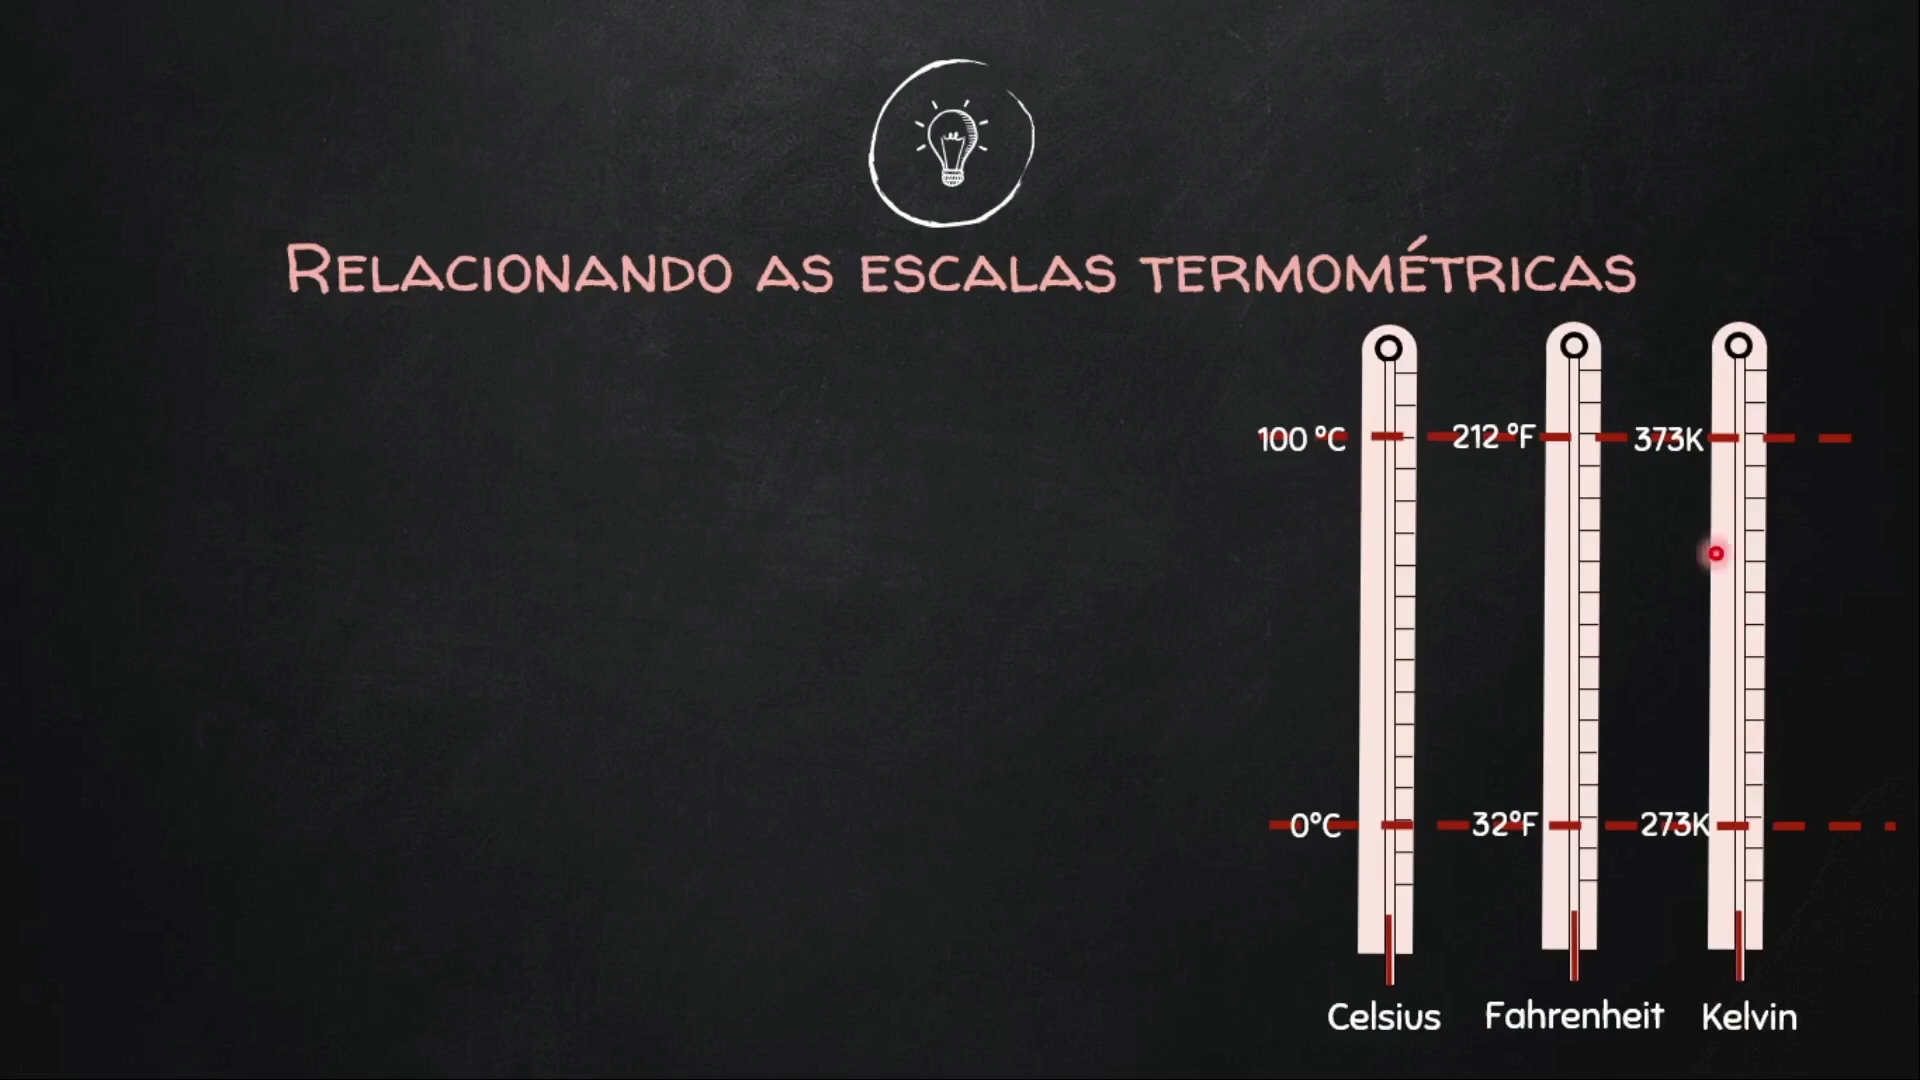 RELACIONANDO AS ESCALAS TERMOMÉTRICAS
100 °C 212 °F 373K
0°C 32°F 273K
Celsius Fahrenheit Kelvin